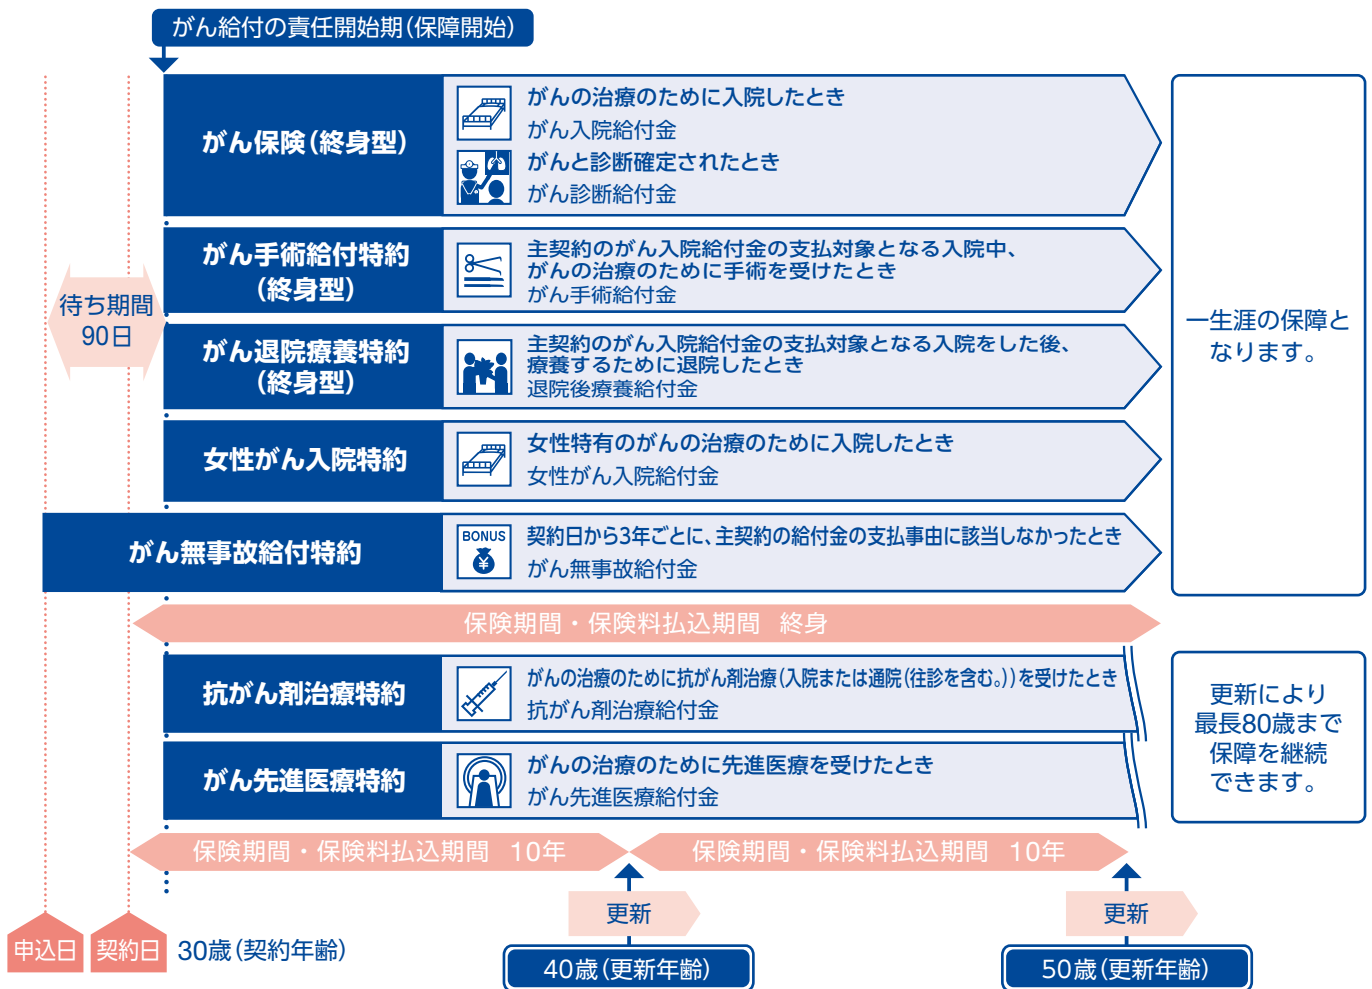 がん給付の責任開始期(保障開始)
がん保険(終身型)
がんの治療のために入院したとき
がん入院給付金
がんと診断確定されたとき
がん診断給付金
がん手術給付特約
(終身型)
主契約のがん入院給付金の支払対象となる入院中、
がんの治療のために手術を受けたとき
がん手術給付金
待ち期間
90日
がん退院療養特約
(終身型)
主契約のがん入院給付金の支払対象となる入院をした後、
療養するために退院したとき
退院後療養給付金
女性がん入院特約
女性特有のがんの治療のために入院したとき
女性がん入院給付金
がん無事故給付特約
BONUS
¥
契約日から3年ごとに、主契約の給付金の支払事由に該当しなかったとき
がん無事故給付金
一生涯の保障と
なります。
保険期間・保険料払込期間 終身
抗がん剤治療特約
がんの治療のために抗がん剤治療(入院または通院(往診を含む。))を受けたとき
抗がん剤治療給付金
がん先進医療特約
がんの治療のために先進医療を受けたとき
がん先進医療給付金
更新により
最長80歳まで
保障を継続
できます。
保険期間・保険料払込期間 10年
保険期間・保険料払込期間 10年
更新
更新
申込日
契約日
30歳(契約年齢)
40歳(更新年齢)
50歳(更新年齢)